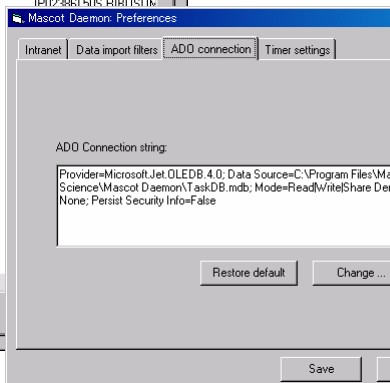 Mascot Daemon: Preferences
Intranet Data import filters ADO connection Timer settings
ADO Connection string:
Provider=Microsoft.Jet.OLEDB.4.0; Data Source=C:\Program Files\Ma
Science\Mascot Daemon\TaskDB.mdb; Mode=Read|Write|Share Den
None; Persist Security Info=False
Restore default Change ...
Save